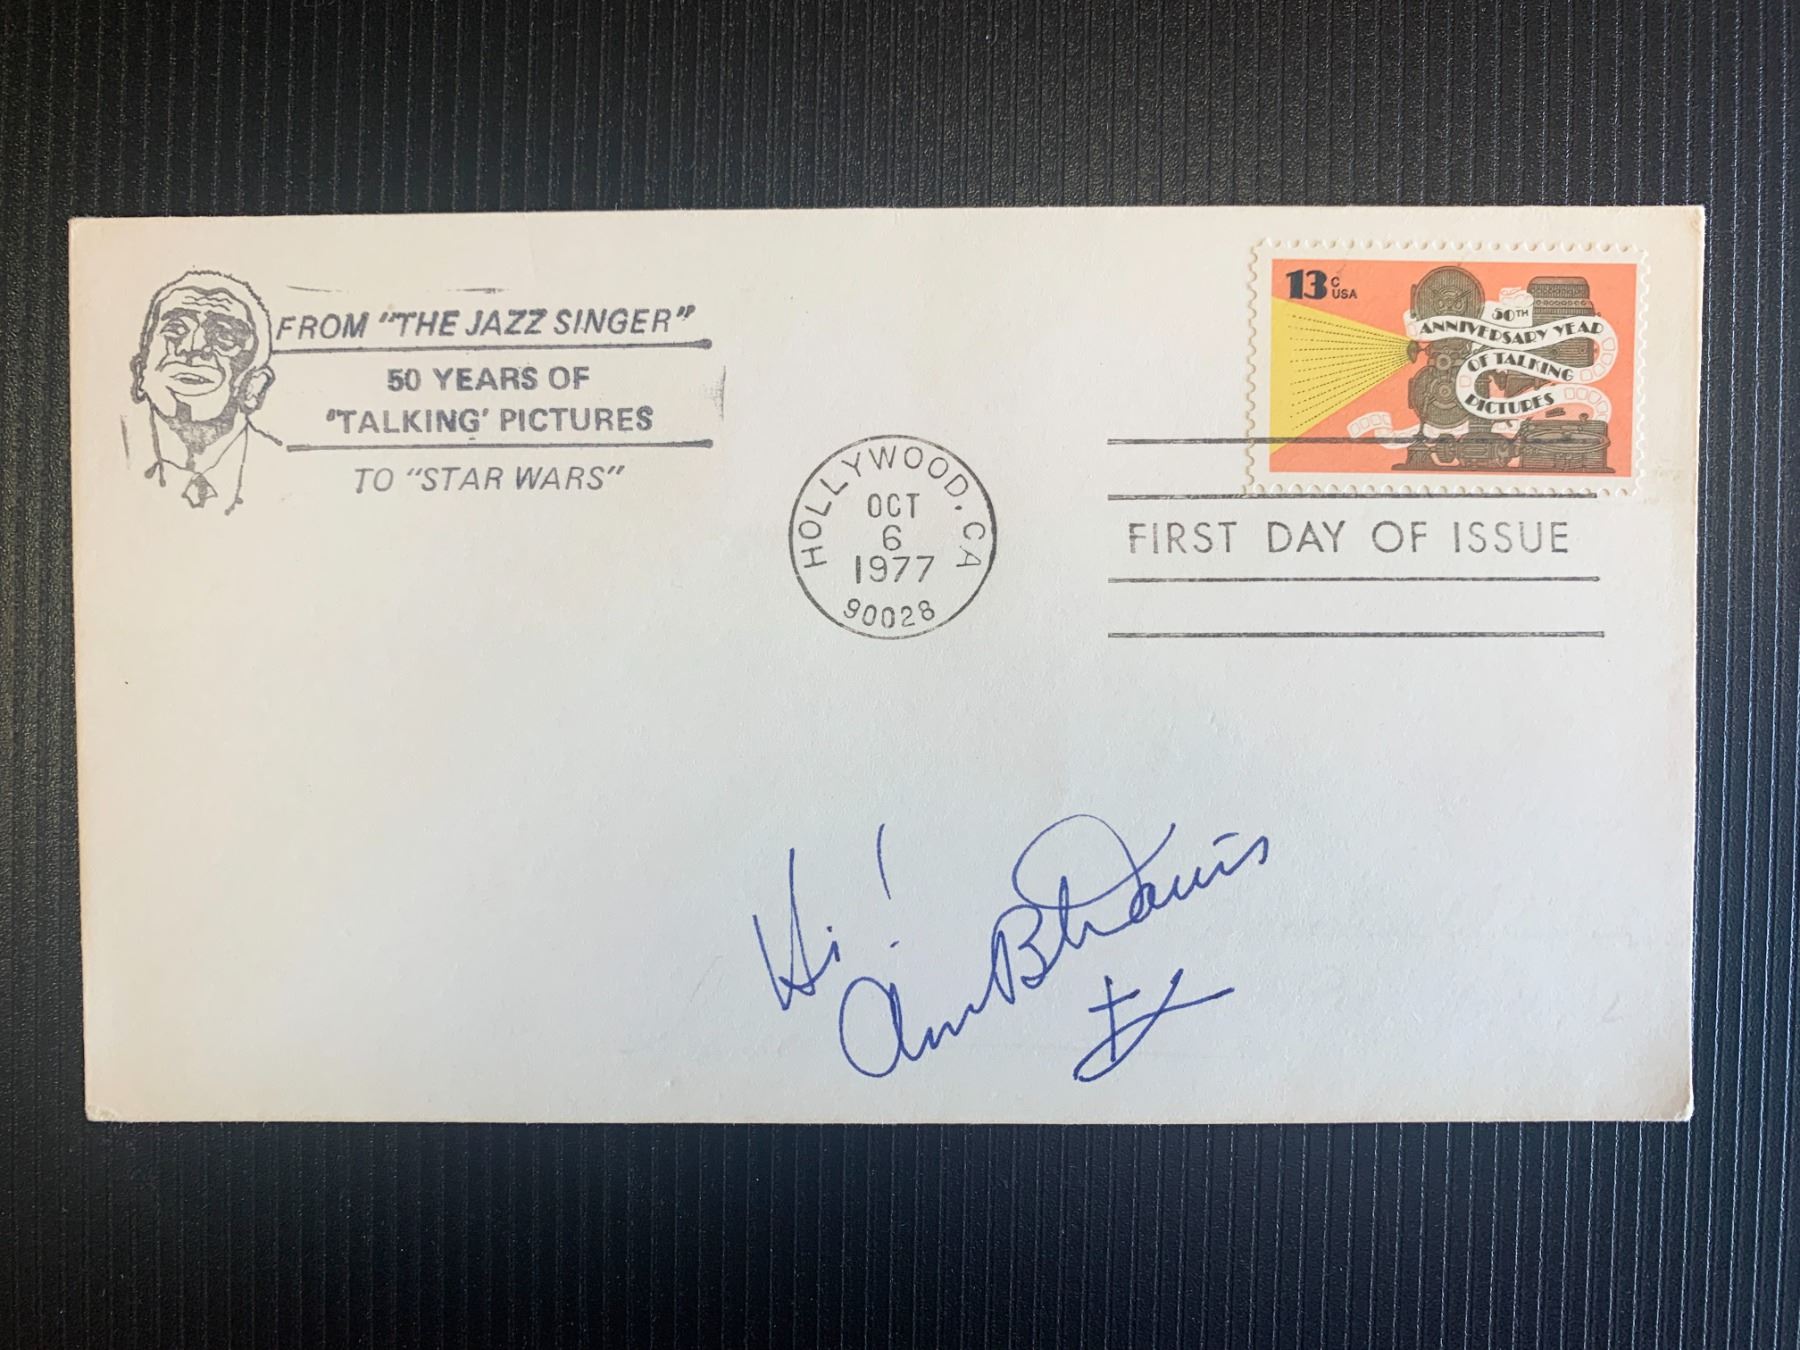 FROM "THE JAZZ SINGER"
50 YEARS OF
'TALKING' PICTURES
TO "STAR WARS"
13c
USA
50TH
ANNIVERSARY YEAR
OF TALKING
PICTURES
HOLLYWOOD, CA
OCT
6
1977
90028
FIRST DAY OF ISSUE
Hi!
Ann B Davis